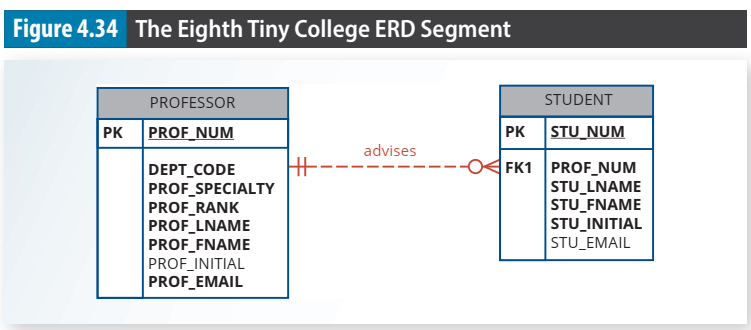 Figure 4.34 The Eighth Tiny College ERD Segment
PROFESSOR
PK PROF_NUM
DEPT_CODE
PROF_SPECIALTY
PROF_RANK
PROF_LNAME
PROF_FNAME
PROF_INITIAL
PROF_EMAIL
advises
STUDENT
PK STU_NUM
FK1 PROF_NUM
STU_LNAME
STU_FNAME
STU_INITIAL
STU_EMAIL